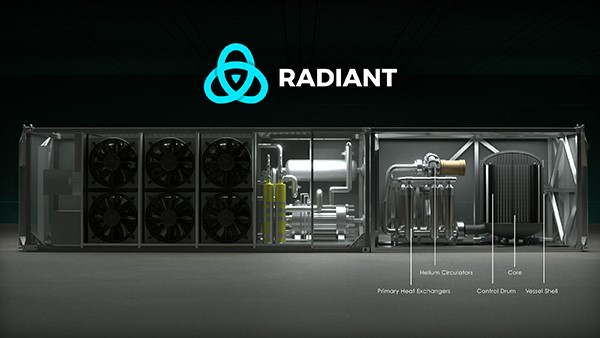 RADIANT
Helium Circulators
Core
Primary Heat Exchangers
Control Drum
Vessel Shell